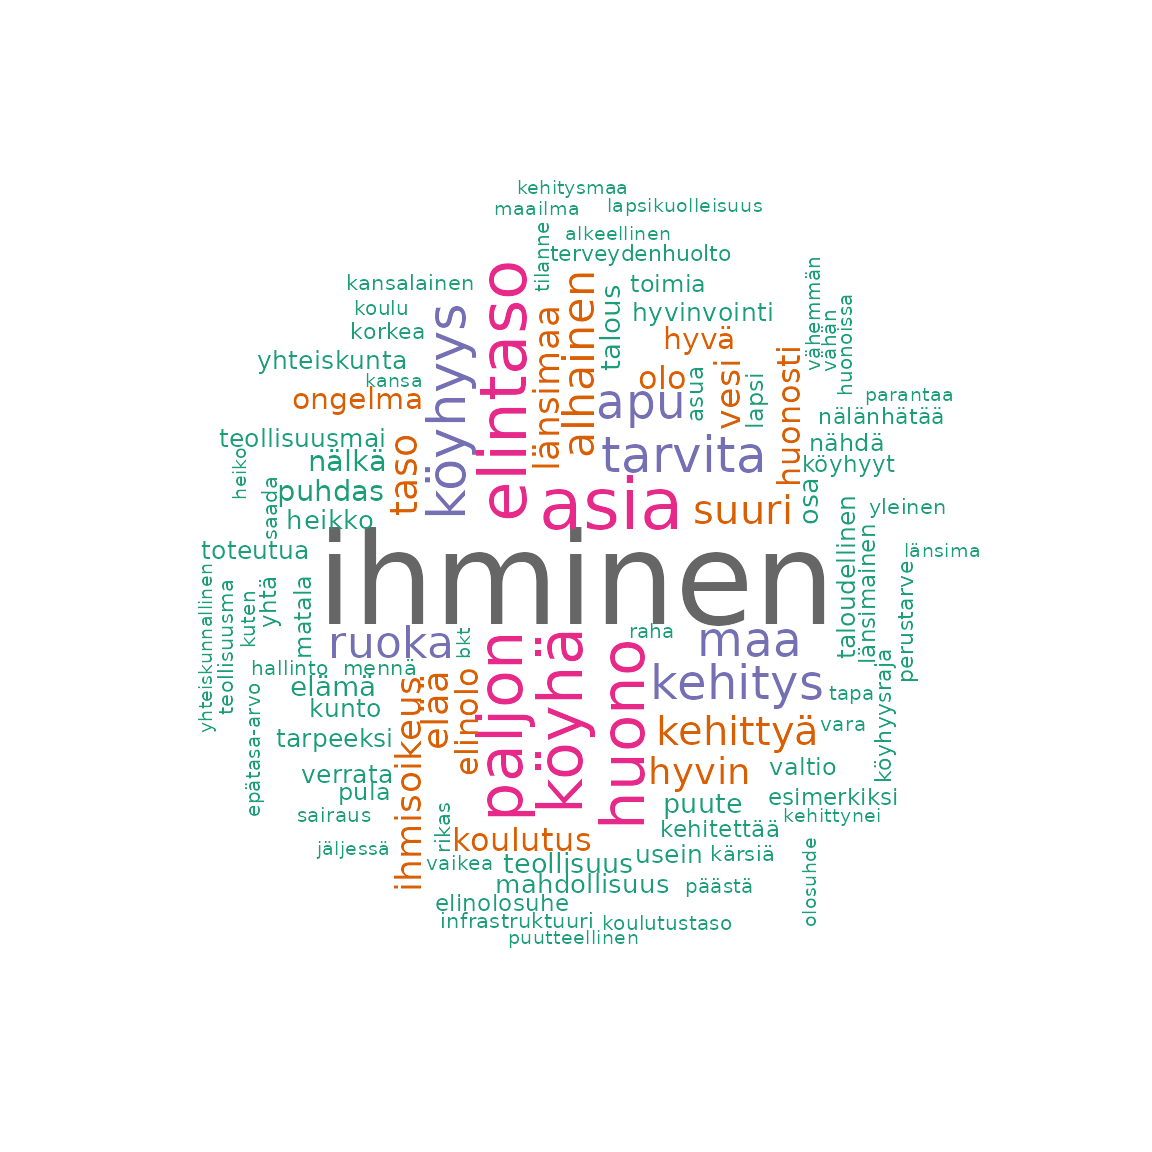 kehitysmaa
maailma
lapsikuolleisuus
alkeellinen
tilanne
terveydenhuolto
kansalainen
toimia
koulu
hyvinvointi
korkea
talous
hyvä
yhteiskunta
kansa
ongelma
köyhyys
elintaso
länsimaa
alhainen
olo
apu
asua
vesi
lapsi
huonosti
vähemmän
vähän
huonoissa
parantaa
nälänhätää
teollisuusmai
nälkä
taso
tarvita
nähdä
köyhyyt
heiko
saada
puhdas
heikko
asia
suuri
osa
yleinen
toteutua
ihminen
taloudellinen
länsimainen
länsima
perustarve
yhteiskunnallinen
teollisuusma
kuten
yhtä
matala
ruoka
bkt
raha
maa
hallinto
mennä
elämä
kunto
paljon
köyhä
huono
kehitys
tapa
köyhyysraja
epätasa-arvo
tarpeeksi
ihmisoikeus
elää
elinolo
kehittyä
vara
verrata
pula
hyvin
valtio
sairaus
puute
esimerkiksi
kehittynei
jäljessä
rikas
koulutus
kehitettää
vaikea
teollisuus
usein
kärsiä
olosuhde
mahdollisuus
päästä
elinolosuhe
infrastruktuuri
koulutustaso
puutteellinen